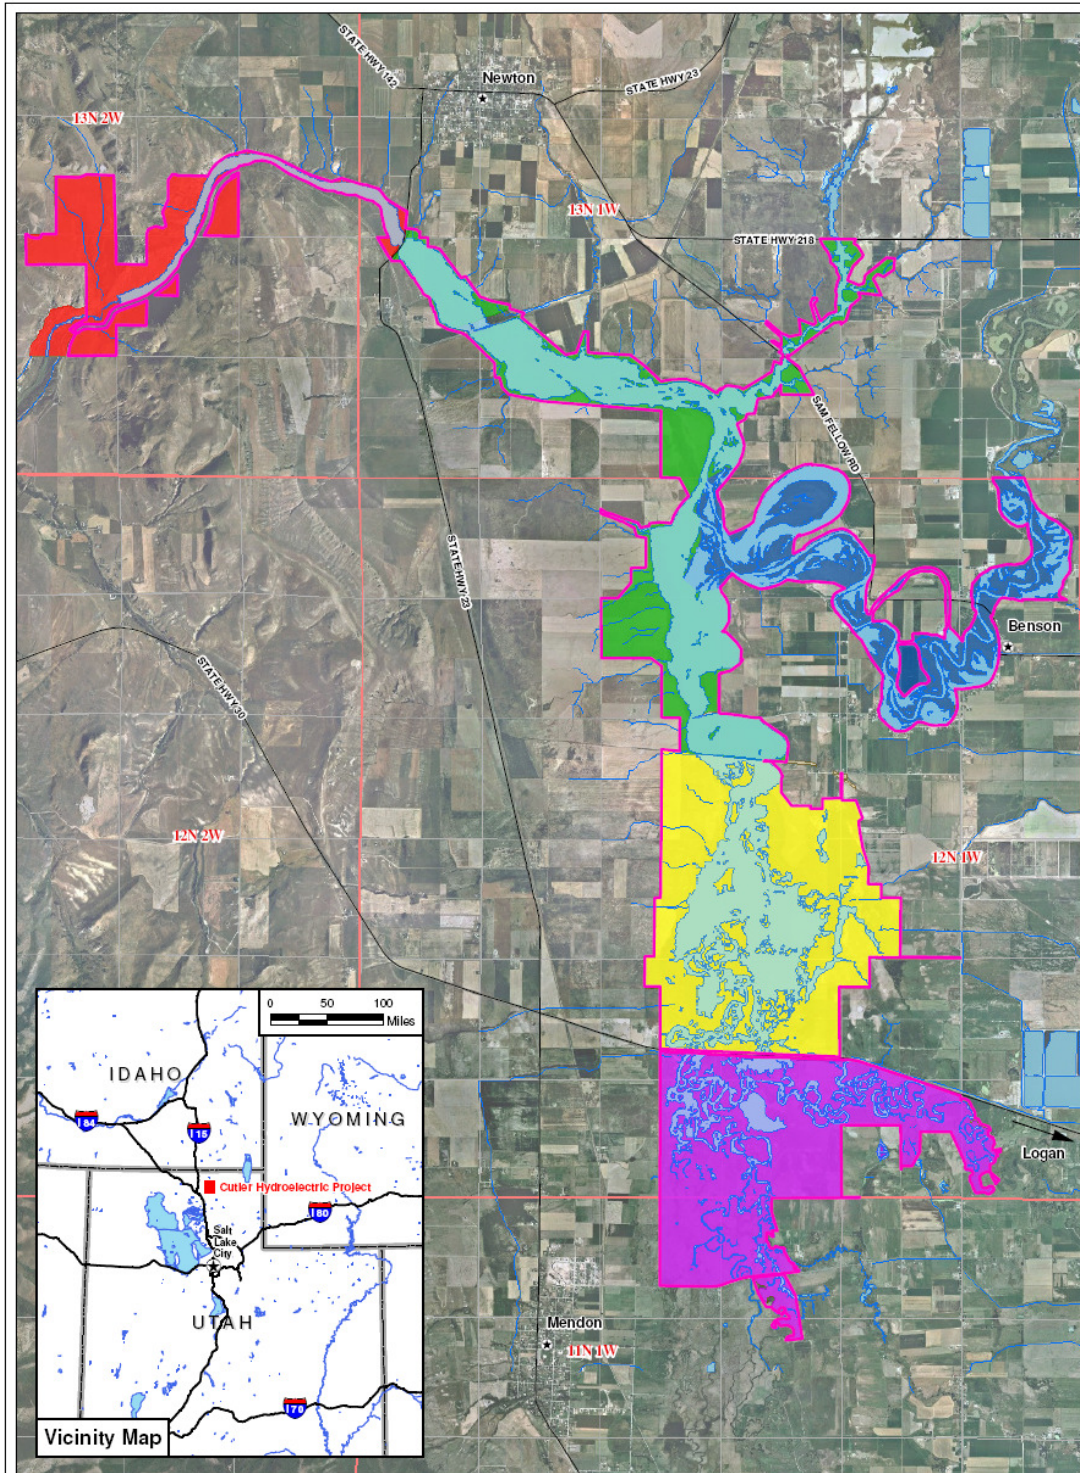 STATE HWY 142
Newton
STATE HWY 23
13N 2W
13N 1W
STATE HWY 218
SAM FELLOW RD
STATE HWY 23
Benson
STATE HWY 30
12N 2W
12N 1W
0 50 100
Miles
IDAHO
WYOMING
I 84
I 15
Cutler Hydroelectric Project
I 80
Salt
Lake
City
UTAH
I 70
Vicinity Map
Logan
Mendon
11N 1W